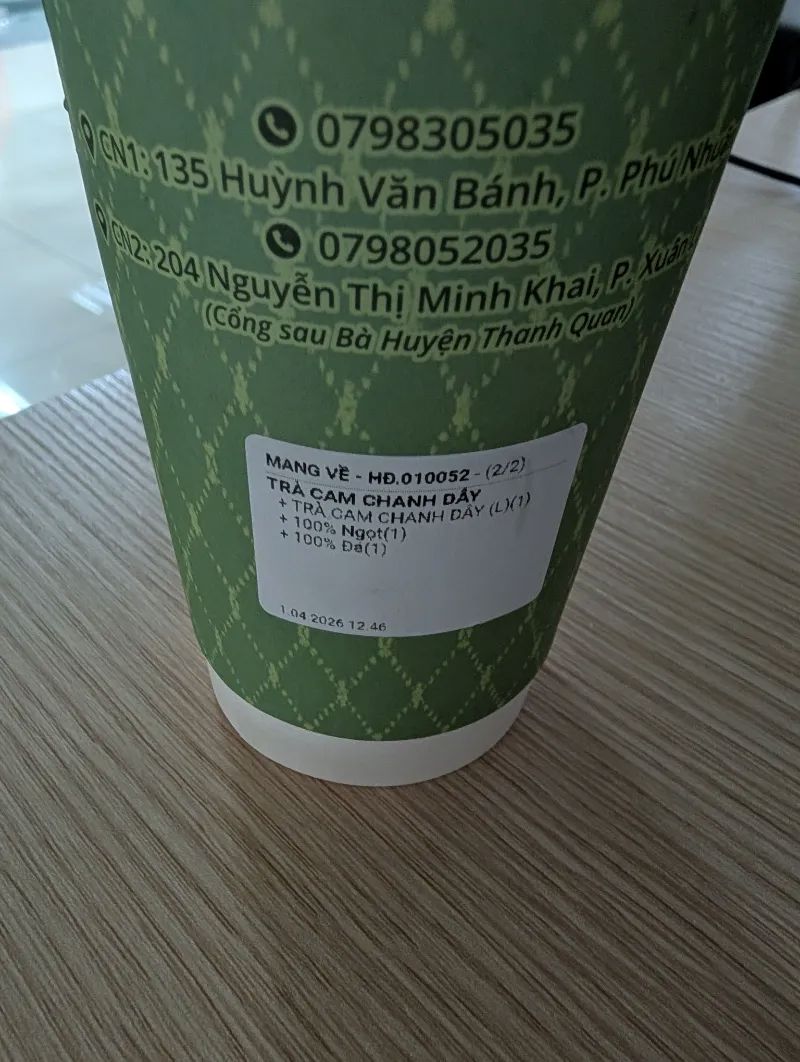 0798305035
CN1: 135 Huỳnh Văn Bánh, P. Phú Nhuận
0798052035
CN2: 204 Nguyễn Thị Minh Khai, P. Xuân
(Cổng sau Bà Huyện Thanh Quan)
MANG VỀ - HĐ.010052 - (2/2)
TRÀ CAM CHANH DÂY
+ TRÀ CAM CHANH DÂY (L)(1)
+ 100% Ngọt(1)
+ 100% Đá(1)
1.04.2026 12:46